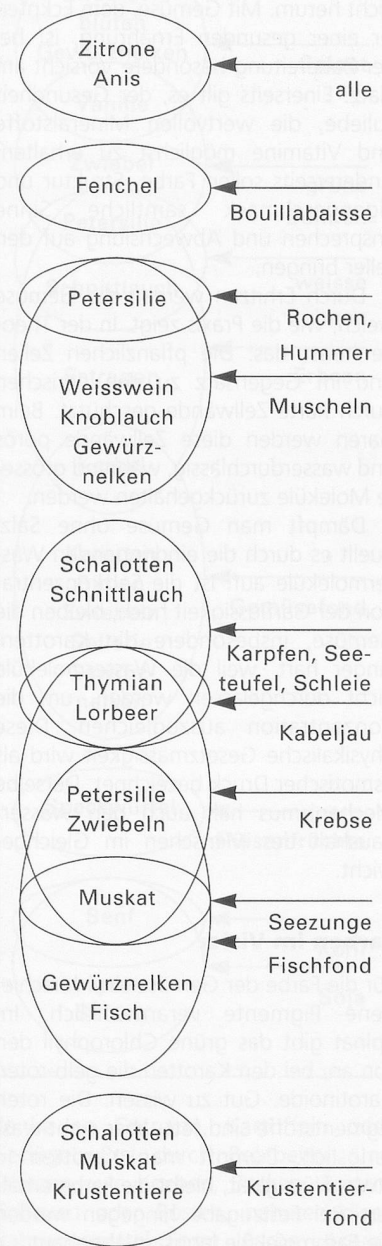 Zitrone
Anis
alle
Fenchel
Bouillabaisse
Petersilie
Rochen,
Hummer
Weisswein
Muscheln
Knoblauch
Gewürz-
nelken
Schalotten
Schnittlauch
Karpfen, See-
teufel, Schleie
Thymian
Lorbeer
Kabeljau
Petersilie
Zwiebeln
Krebse
Muskat
Seezunge
Fischfond
Gewürznelken
Fisch
Schalotten
Muskat
Krustentiere
Krustentier-
fond